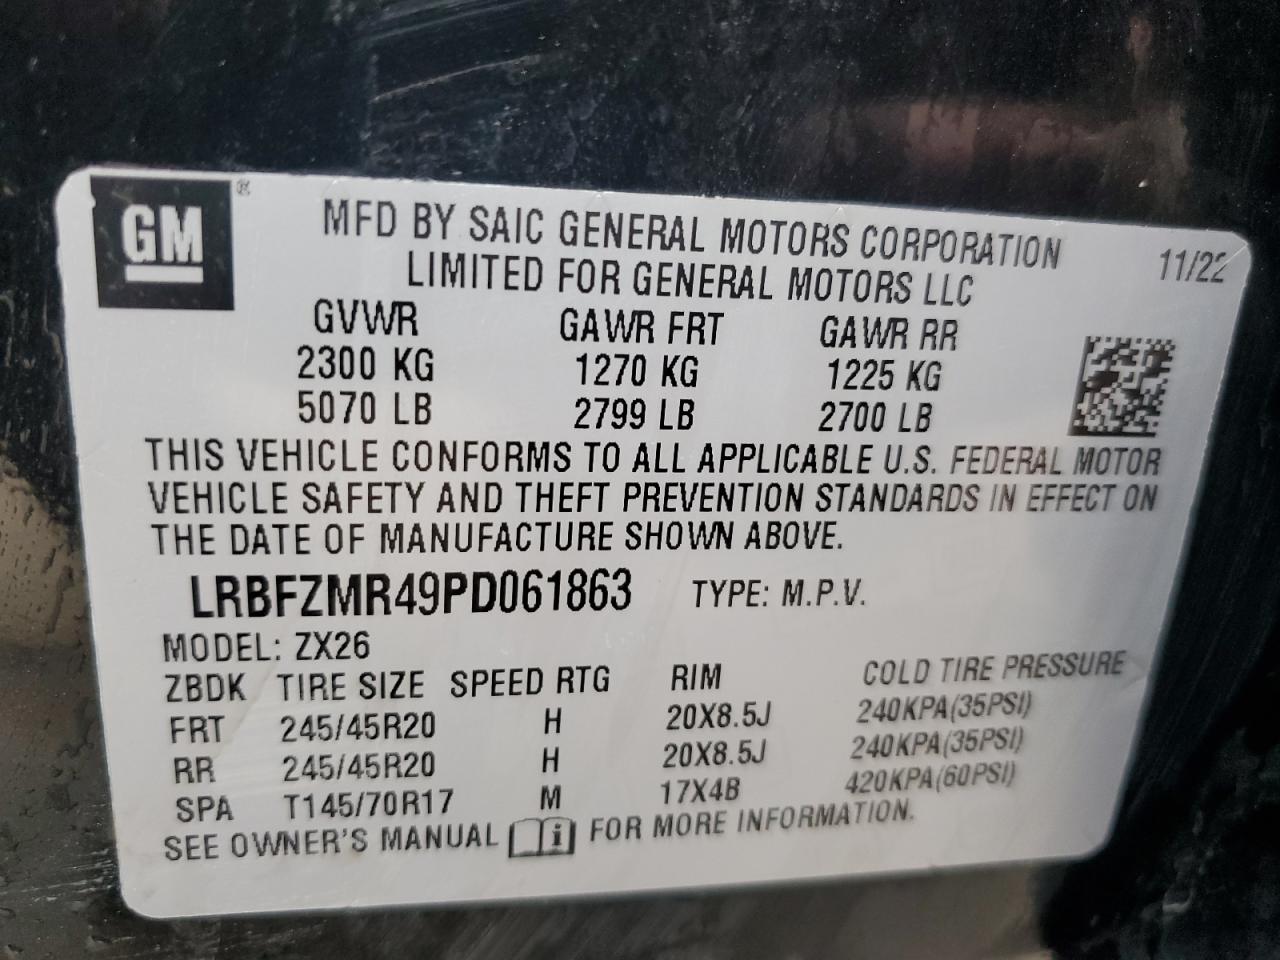 GM ®
MFD BY SAIC GENERAL MOTORS CORPORATION 11/22
LIMITED FOR GENERAL MOTORS LLC
GVWR GAWR FRT GAWR RR
2300 KG 1270 KG 1225 KG
5070 LB 2799 LB 2700 LB
THIS VEHICLE CONFORMS TO ALL APPLICABLE U.S. FEDERAL MOTOR
VEHICLE SAFETY AND THEFT PREVENTION STANDARDS IN EFFECT ON
THE DATE OF MANUFACTURE SHOWN ABOVE.
LRBFZMR49PD061863 TYPE: M.P.V.
MODEL: ZX26
ZBDK TIRE SIZE SPEED RTG RIM COLD TIRE PRESSURE
FRT 245/45R20 H 20X8.5J 240KPA(35PSI)
RR 245/45R20 H 20X8.5J 240KPA(35PSI)
SPA T145/70R17 M 17X4B 420KPA(60PSI)
SEE OWNER'S MANUAL i FOR MORE INFORMATION.